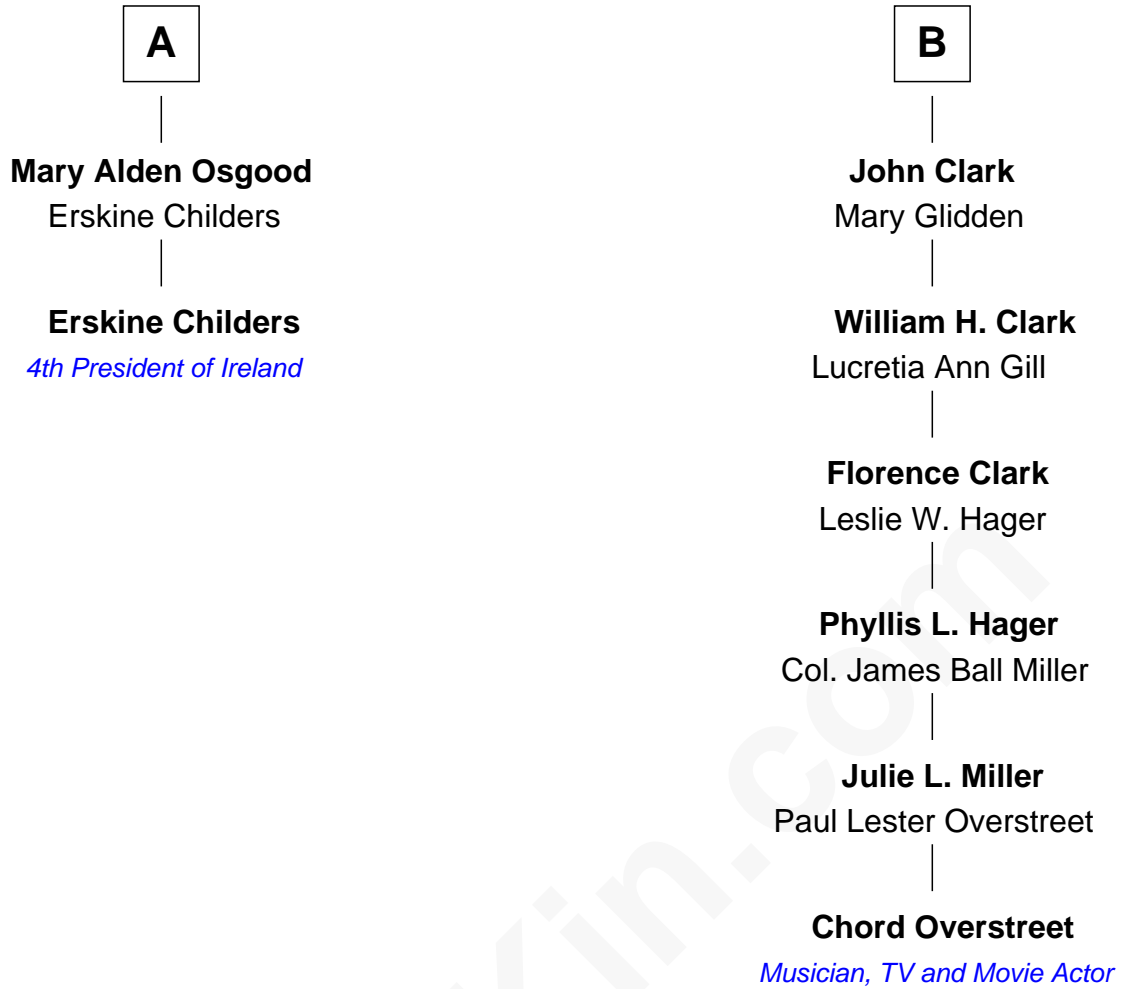 A
Mary Alden Osgood
Erskine Childers
Erskine Childers
4th President of Ireland
B
John Clark
Mary Glidden
William H. Clark
Lucretia Ann Gill
Florence Clark
Leslie W. Hager
Phyllis L. Hager
Col. James Ball Miller
Julie L. Miller
Paul Lester Overstreet
Chord Overstreet
Musician, TV and Movie Actor
Kin.com